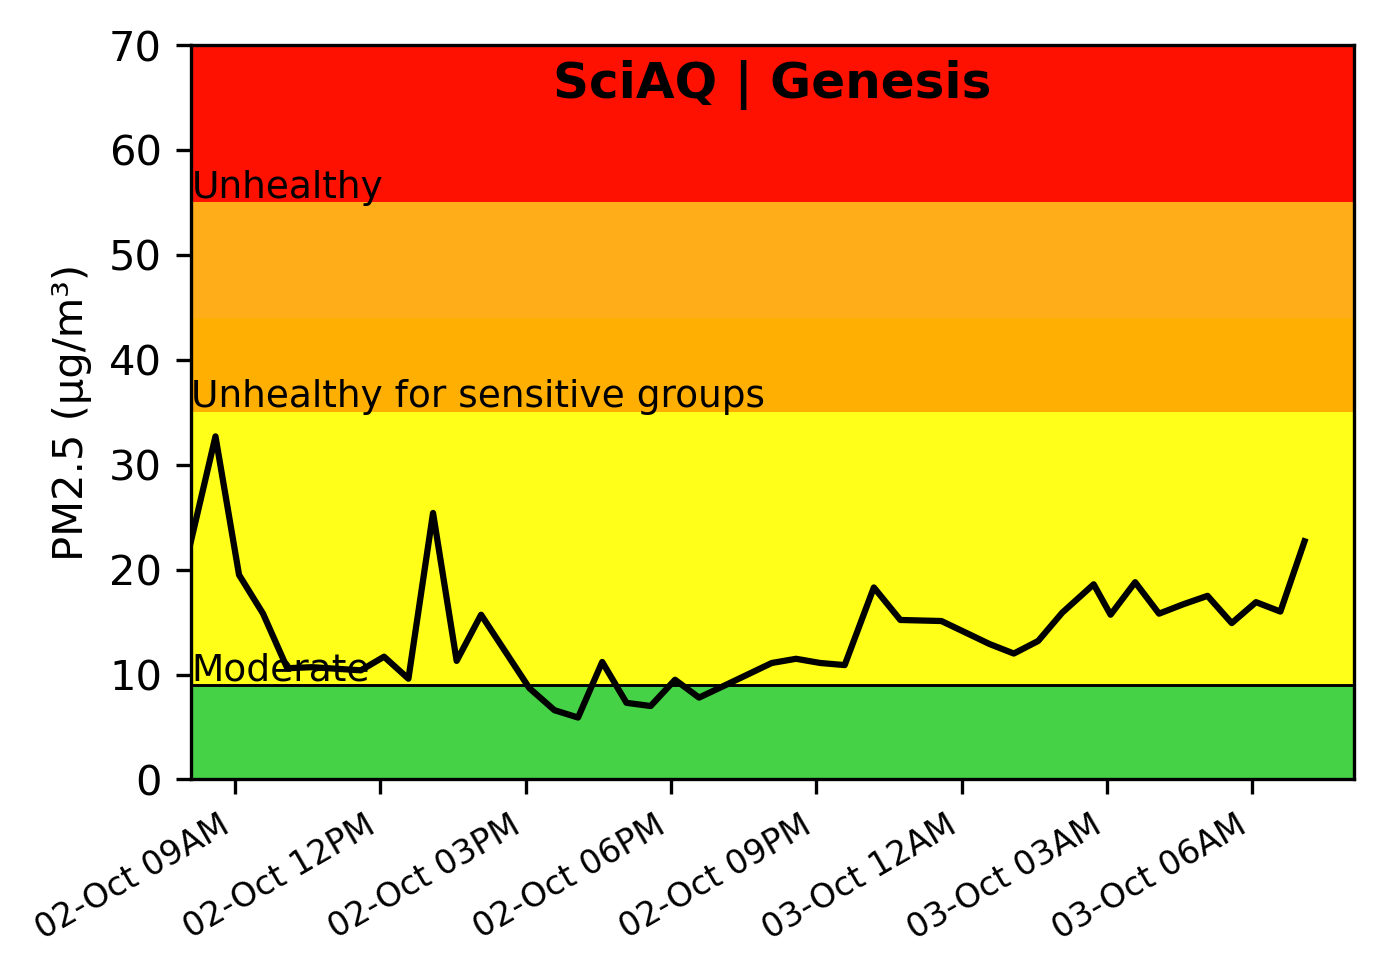 SciAQ | Genesis
PM2.5 (µg/m³)
70
60
50
40
30
20
10
0
Unhealthy
Unhealthy for sensitive groups
Moderate
02-Oct 09AM
02-Oct 12PM
02-Oct 03PM
02-Oct 06PM
02-Oct 09PM
03-Oct 12AM
03-Oct 03AM
03-Oct 06AM